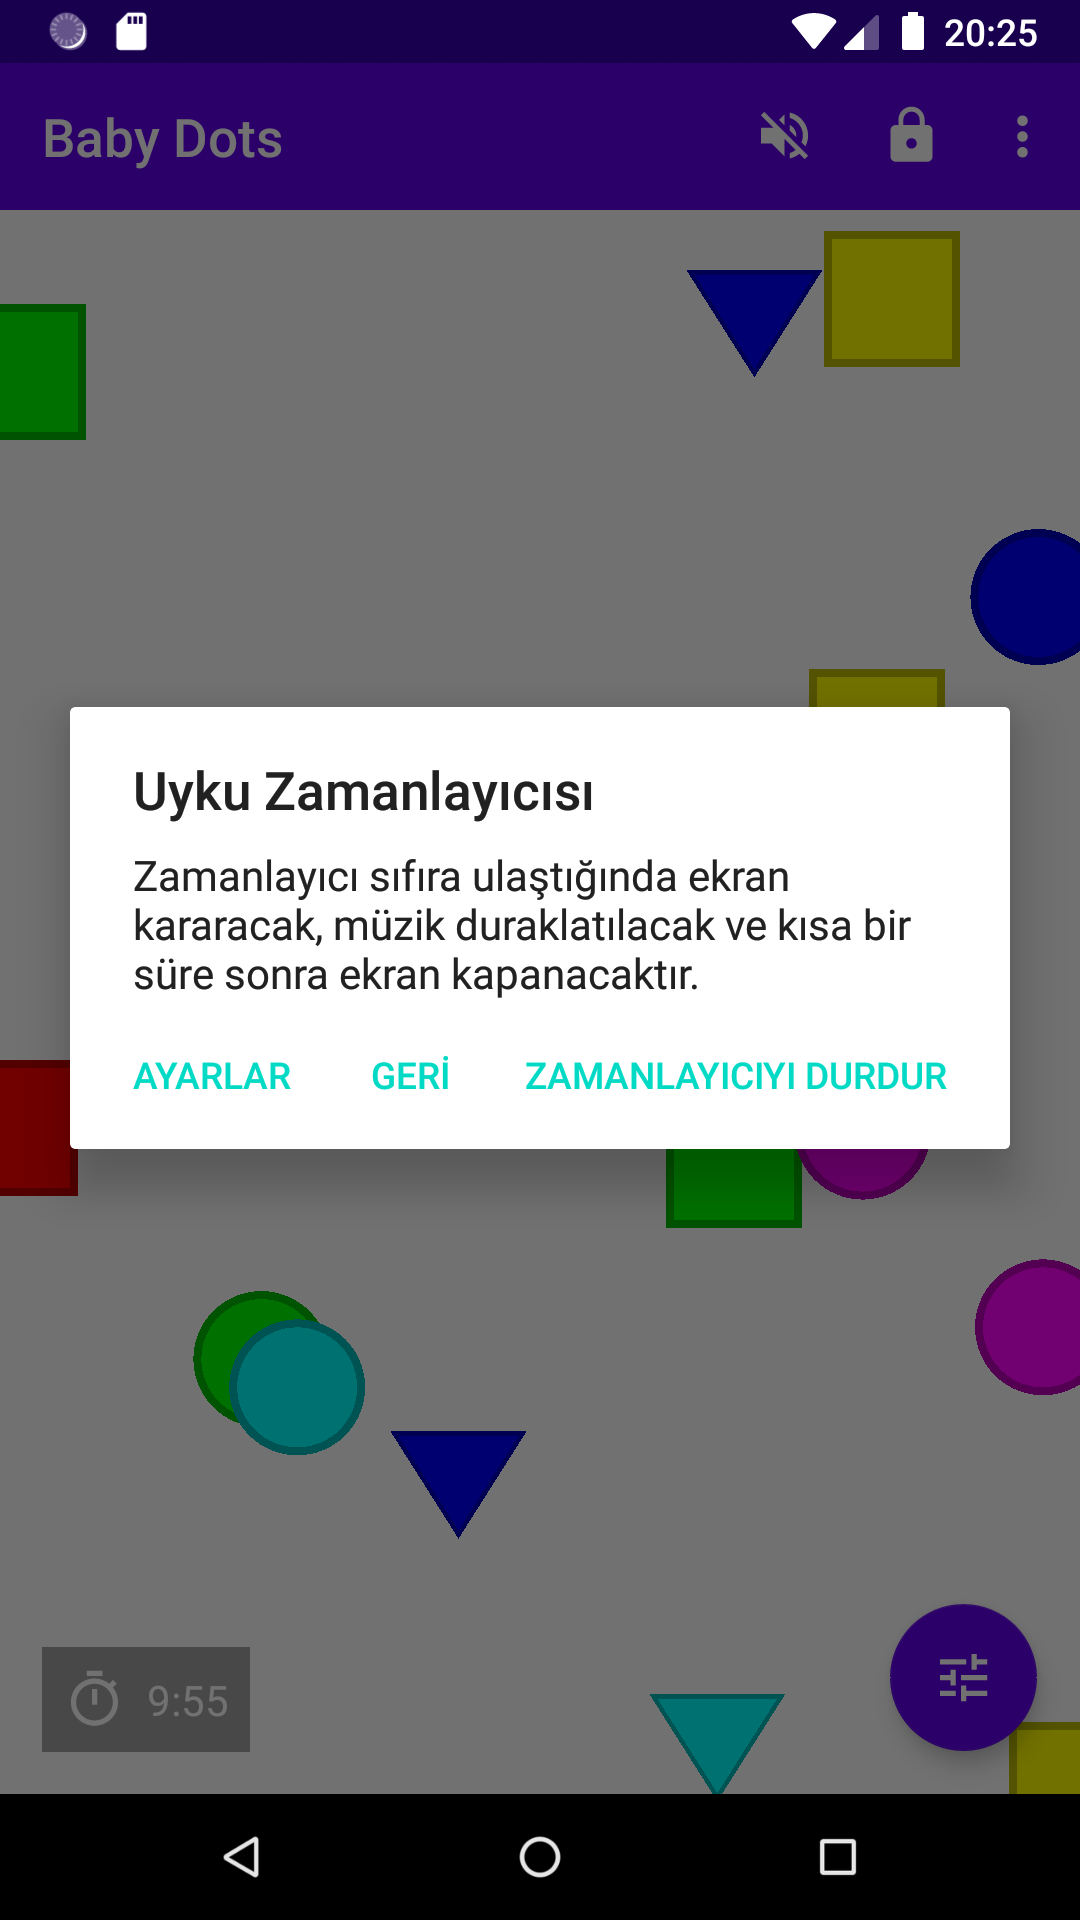 20:25
Baby Dots
Uyku Zamanlayıcısı
Zamanlayıcı sıfıra ulaştığında ekran
kararacak, müzik duraklatılacak ve kısa bir
süre sonra ekran kapanacaktır.
AYARLAR GERİ ZAMANLAYICIYI DURDUR
9:55